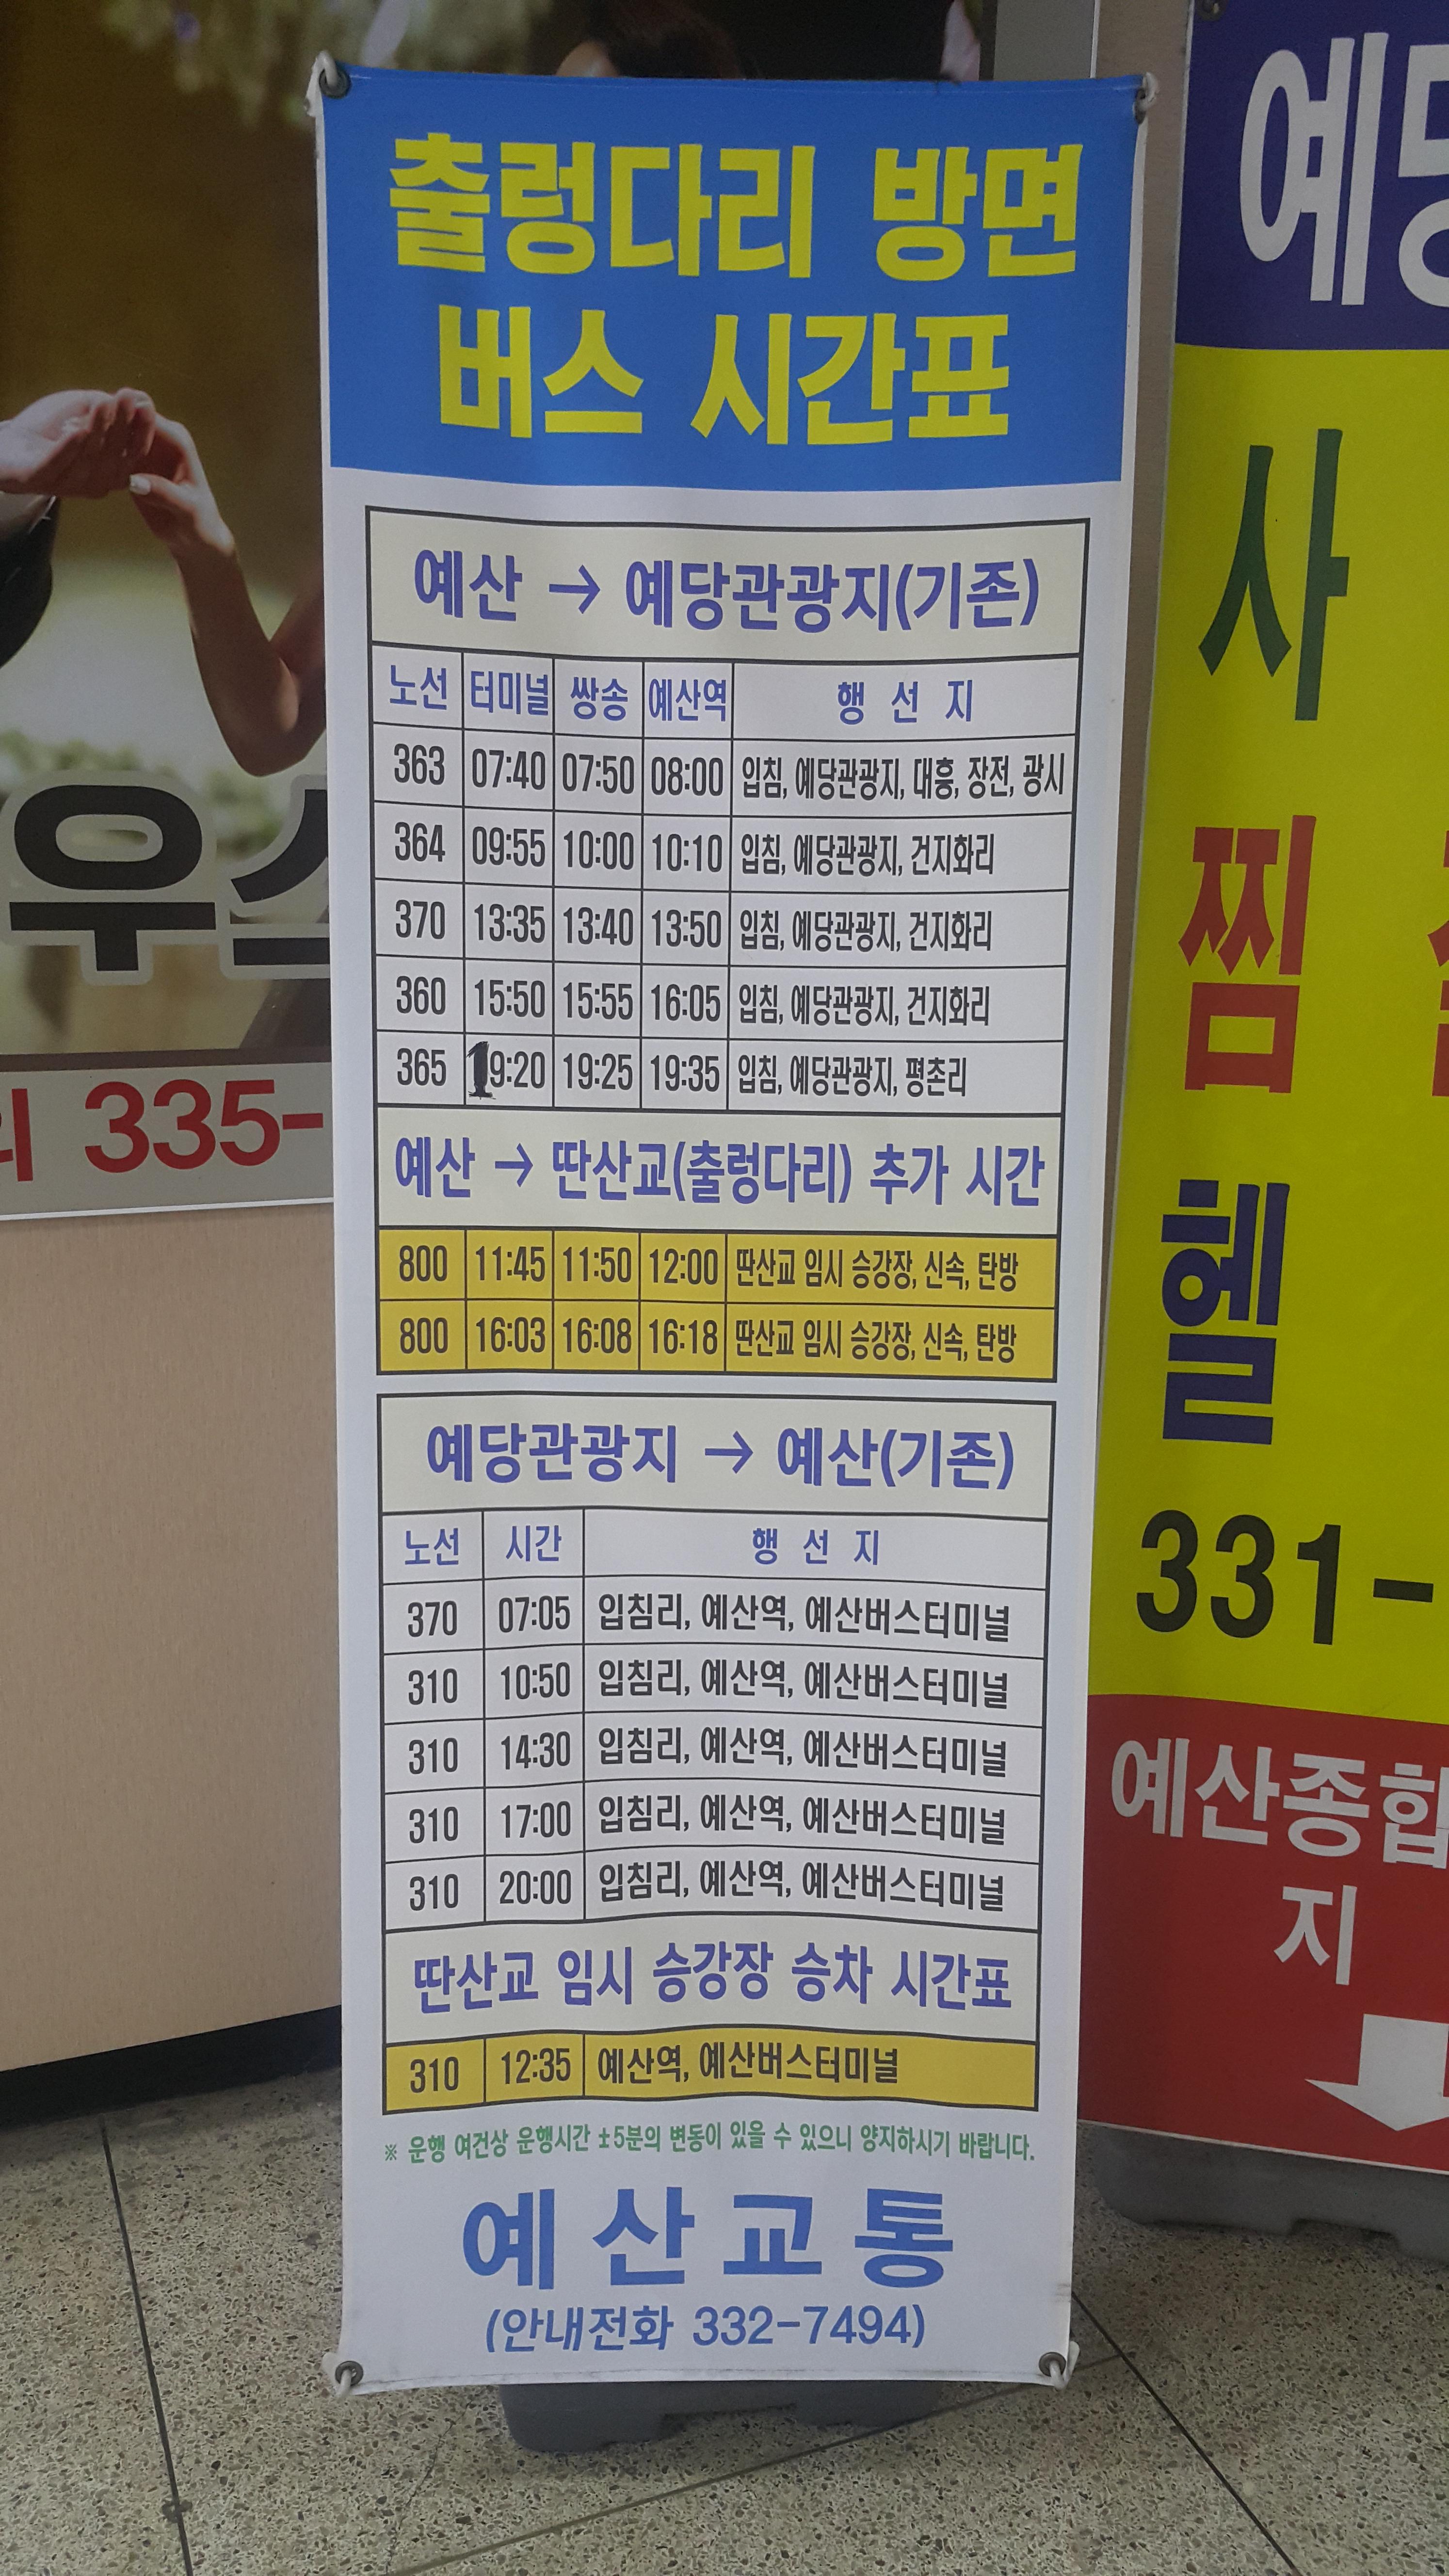 출렁다리 방면
버스 시간표
예산 → 예당관광지(기존)
노선 터미널 쌍송 예산역 행 선 지
363 07:40 07:50 08:00 입침, 예당관광지, 대흥, 장전, 광시
364 09:55 10:00 10:10 입침, 예당관광지, 건지화리
370 13:35 13:40 13:50 입침, 예당관광지, 건지화리
360 15:50 15:55 16:05 입침, 예당관광지, 건지화리
365 19:20 19:25 19:35 입침, 예당관광지, 평촌리
예산 → 딴산교(출렁다리) 추가 시간
800 11:45 11:50 12:00 딴산교 임시 승강장, 신속, 탄방
800 16:03 16:08 16:18 딴산교 임시 승강장, 신속, 탄방
예당관광지 → 예산(기존)
노선 시간 행 선 지
370 07:05 입침리, 예산역, 예산버스터미널
310 10:50 입침리, 예산역, 예산버스터미널
310 14:30 입침리, 예산역, 예산버스터미널
310 17:00 입침리, 예산역, 예산버스터미널
310 20:00 입침리, 예산역, 예산버스터미널
딴산교 임시 승강장 승차 시간표
310 12:35 예산역, 예산버스터미널
※ 운행 여건상 운행시간 ±5분의 변동이 있을 수 있으니 양지하시기 바랍니다.
예산교통
(안내전화 332-7494)
우스
335-
예당
사
찜
헬
331-
예산종합
지